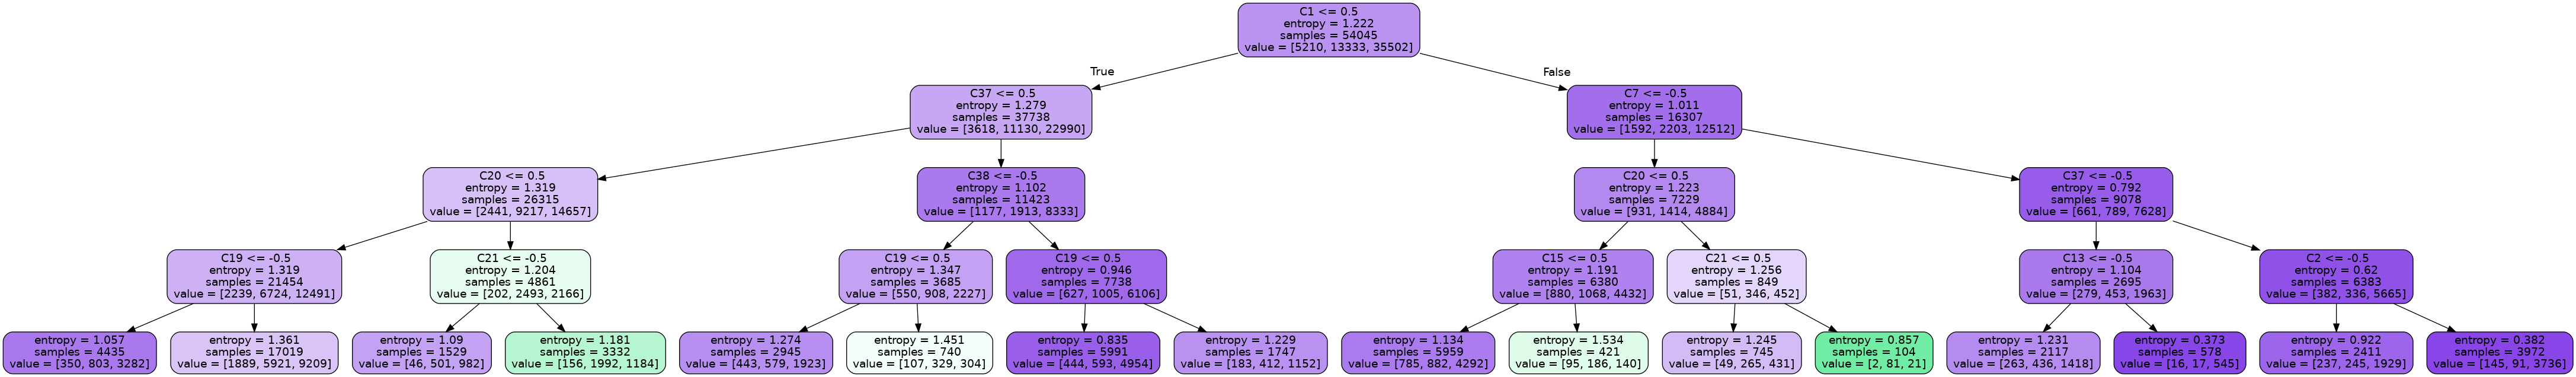 C1 <= 0.5
entropy = 1.222
samples = 54045
value = [5210, 13333, 35502]
True
False
C37 <= 0.5
entropy = 1.279
samples = 37738
value = [3618, 11130, 22990]
C7 <= -0.5
entropy = 1.011
samples = 16307
value = [1592, 2203, 12512]
C20 <= 0.5
entropy = 1.319
samples = 26315
value = [2441, 9217, 14657]
C38 <= -0.5
entropy = 1.102
samples = 11423
value = [1177, 1913, 8333]
C20 <= 0.5
entropy = 1.223
samples = 7229
value = [931, 1414, 4884]
C37 <= -0.5
entropy = 0.792
samples = 9078
value = [661, 789, 7628]
C19 <= -0.5
entropy = 1.319
samples = 21454
value = [2239, 6724, 12491]
C21 <= -0.5
entropy = 1.204
samples = 4861
value = [202, 2493, 2166]
C19 <= 0.5
entropy = 1.347
samples = 3685
value = [550, 908, 2227]
C19 <= 0.5
entropy = 0.946
samples = 7738
value = [627, 1005, 6106]
C15 <= 0.5
entropy = 1.191
samples = 6380
value = [880, 1068, 4432]
C21 <= 0.5
entropy = 1.256
samples = 849
value = [51, 346, 452]
C13 <= -0.5
entropy = 1.104
samples = 2695
value = [279, 453, 1963]
C2 <= -0.5
entropy = 0.62
samples = 6383
value = [382, 336, 5665]
entropy = 1.057
samples = 4435
value = [350, 803, 3282]
entropy = 1.361
samples = 17019
value = [1889, 5921, 9209]
entropy = 1.09
samples = 1529
value = [46, 501, 982]
entropy = 1.181
samples = 3332
value = [156, 1992, 1184]
entropy = 1.274
samples = 2945
value = [443, 579, 1923]
entropy = 1.451
samples = 740
value = [107, 329, 304]
entropy = 0.835
samples = 5991
value = [444, 593, 4954]
entropy = 1.229
samples = 1747
value = [183, 412, 1152]
entropy = 1.134
samples = 5959
value = [785, 882, 4292]
entropy = 1.534
samples = 421
value = [95, 186, 140]
entropy = 1.245
samples = 745
value = [49, 265, 431]
entropy = 0.857
samples = 104
value = [2, 81, 21]
entropy = 1.231
samples = 2117
value = [263, 436, 1418]
entropy = 0.373
samples = 578
value = [16, 17, 545]
entropy = 0.922
samples = 2411
value = [237, 245, 1929]
entropy = 0.382
samples = 3972
value = [145, 91, 3736]